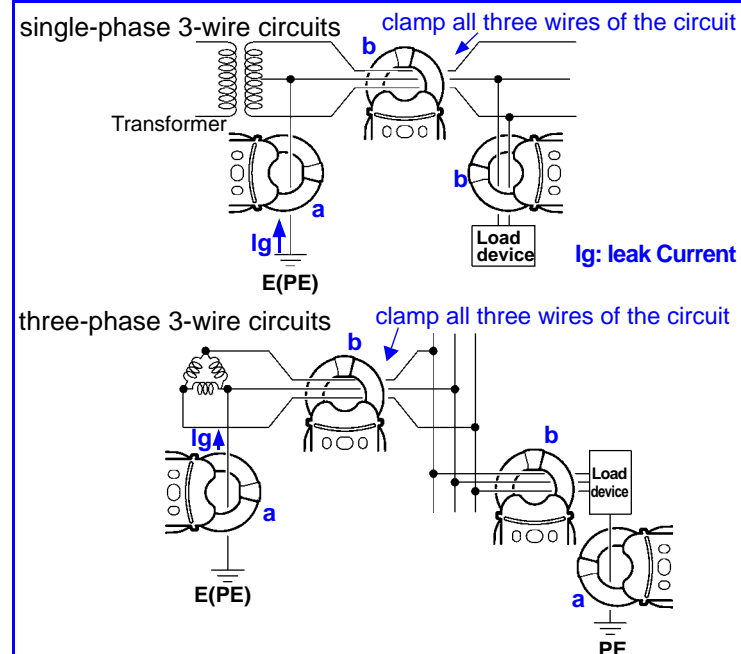 single-phase 3-wire circuits
clamp all three wires of the circuit
b
Transformer
b
a
Ig
Load
device
Ig: leak Current
E(PE)
three-phase 3-wire circuits
clamp all three wires of the circuit
b
Ig
b
Load
device
a
E(PE)
a
PE